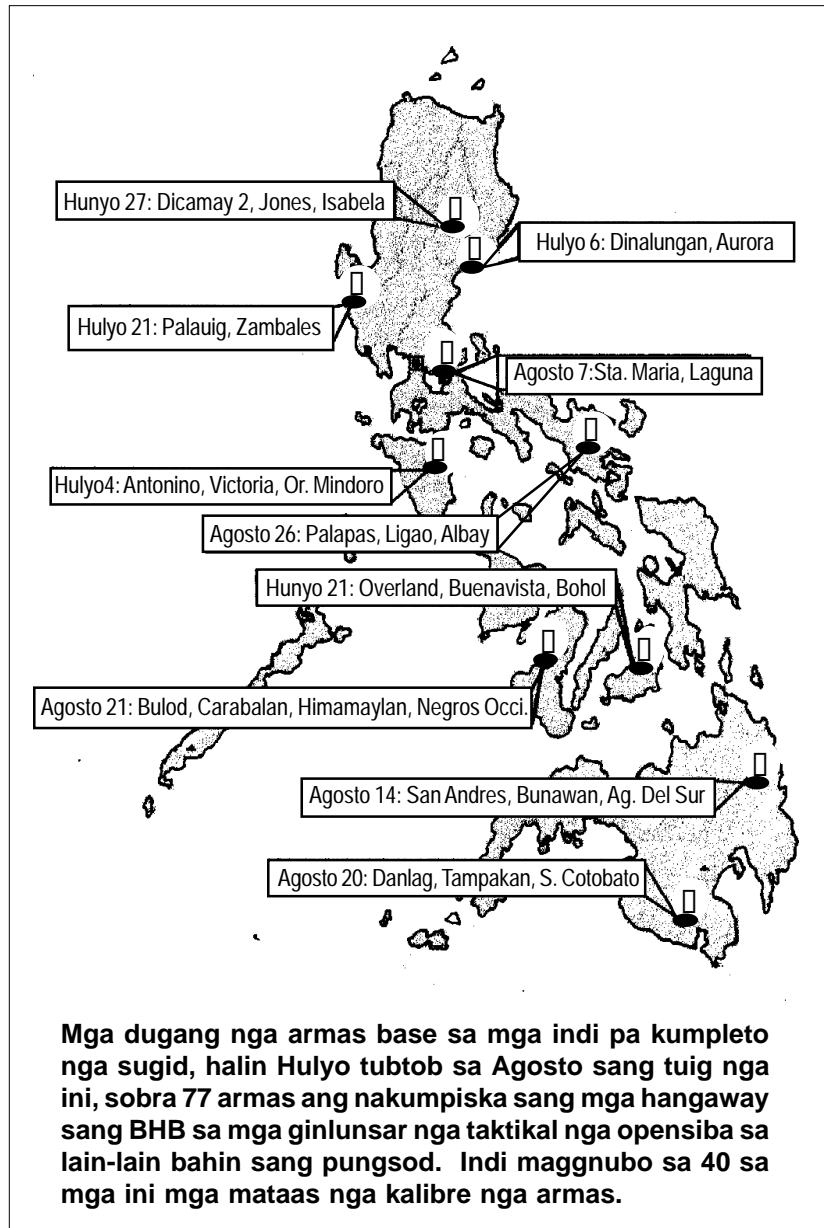 Hunyo 27: Dicamay 2, Jones, Isabela
Hulyo 6: Dinalungan, Aurora
Hulyo 21: Palauig, Zambales
Agosto 7:Sta. Maria, Laguna
Hulyo4: Antonino, Victoria, Or. Mindoro
Agosto 26: Palapas, Ligao, Albay
Hunyo 21: Overland, Buenavista, Bohol
Agosto 21: Bulod, Carabalan, Himamaylan, Negros Occi.
Agosto 14: San Andres, Bunawan, Ag. Del Sur
Agosto 20: Danlag, Tampakan, S. Cotobato
Mga dugang nga armas base sa mga indi pa kumpleto
nga sugid, halin Hulyo tubtob sa Agosto sang tuig nga
ini, sobra 77 armas ang nakumpiska sang mga hangaway
sang BHB sa mga ginlunsar nga taktikal nga opensiba sa
lain-lain bahin sang pungsod. Indi maggnubo sa 40 sa
mga ini mga mataas nga kalibre nga armas.